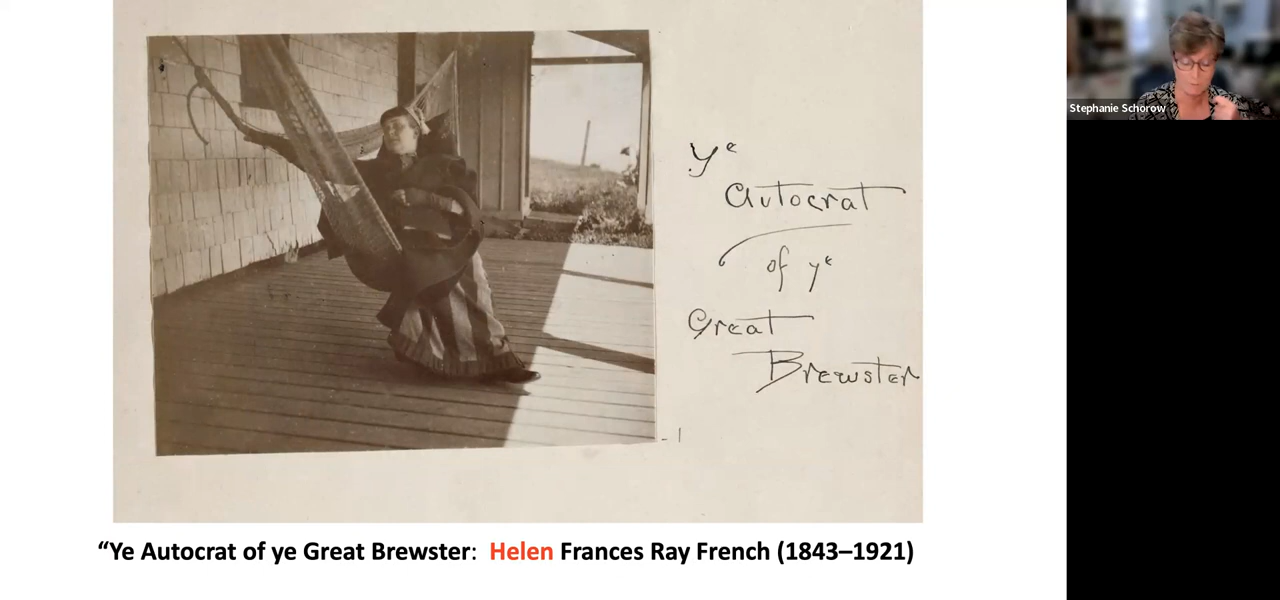 Stephanie Schorow
yᵉ
Autocrat
of yᵉ
Great
Brewster
- 1
“Ye Autocrat of ye Great Brewster: Helen Frances Ray French (1843–1921)